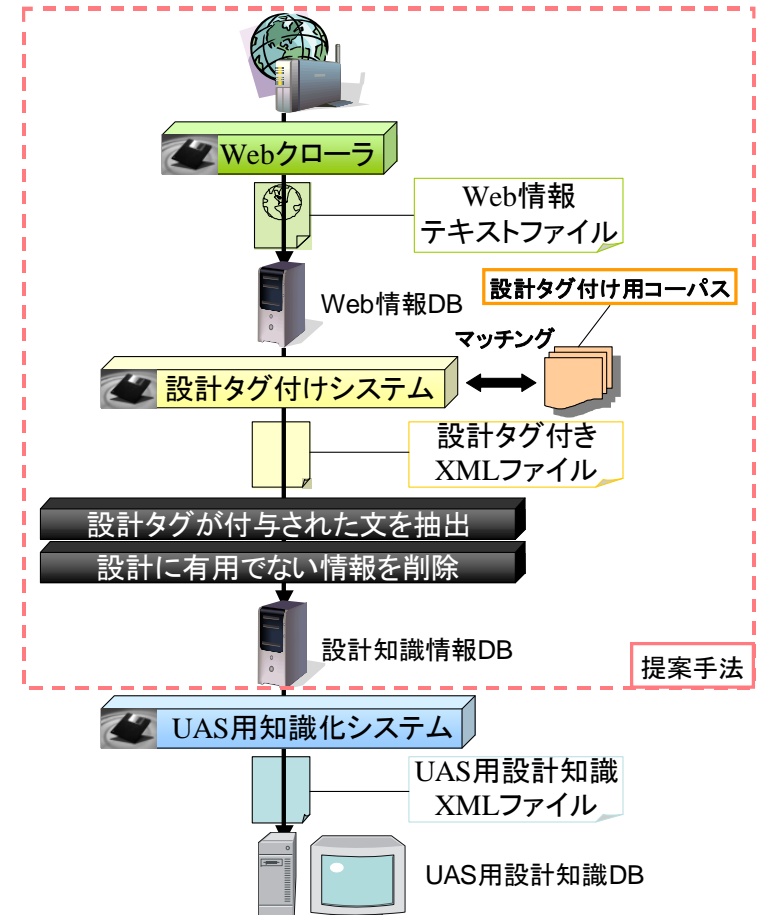 Webクローラ
Web情報
テキストファイル
Web情報DB
設計タグ付け用コーパス
マッチング
設計タグ付けシステム
設計タグ付き
XMLファイル
設計タグが付与された文を抽出
設計に有用でない情報を削除
設計知識情報DB
提案手法
UAS用知識化システム
UAS用設計知識
XMLファイル
UAS用設計知識DB